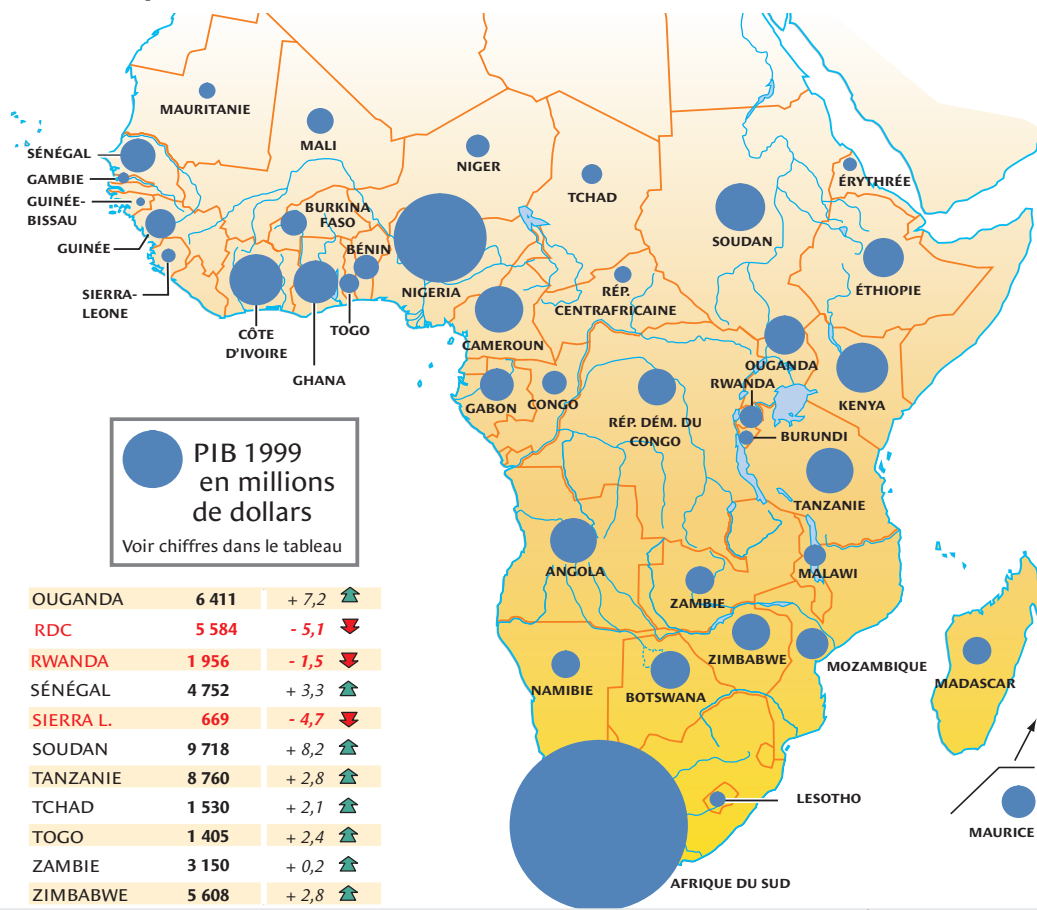 MAURITANIE
MALI
NIGER
TCHAD
SÉNÉGAL
GAMBIE
GUINÉE-
BISSAU
GUINÉE
SIERRA-
LEONE
BURKINA
FASO
BÉNIN
CÔTE
D'IVOIRE
TOGO
GHANA
NIGERIA
CAMEROUN
RÉP.
CENTRAFRICAINE
SOUDAN
ÉRYTHRÉE
ÉTHIOPIE
OUGANDA
RWANDA
KENYA
GABON
CONGO
RÉP. DÉM. DU
CONGO
BURUNDI
TANZANIE
ANGOLA
MALAWI
ZAMBIE
ZIMBABWE
MOZAMBIQUE
MADASCAR
NAMIBIE
BOTSWANA
LESOTHO
MAURICE
AFRIQUE DU SUD
PIB 1999
en millions
de dollars
Voir chiffres dans le tableau
OUGANDA 6 411 + 7,2
RDC 5 584 - 5,1
RWANDA 1 956 - 1,5
SÉNÉGAL 4 752 + 3,3
SIERRA L. 669 - 4,7
SOUDAN 9 718 + 8,2
TANZANIE 8 760 + 2,8
TCHAD 1 530 + 2,1
TOGO 1 405 + 2,4
ZAMBIE 3 150 + 0,2
ZIMBABWE 5 608 + 2,8